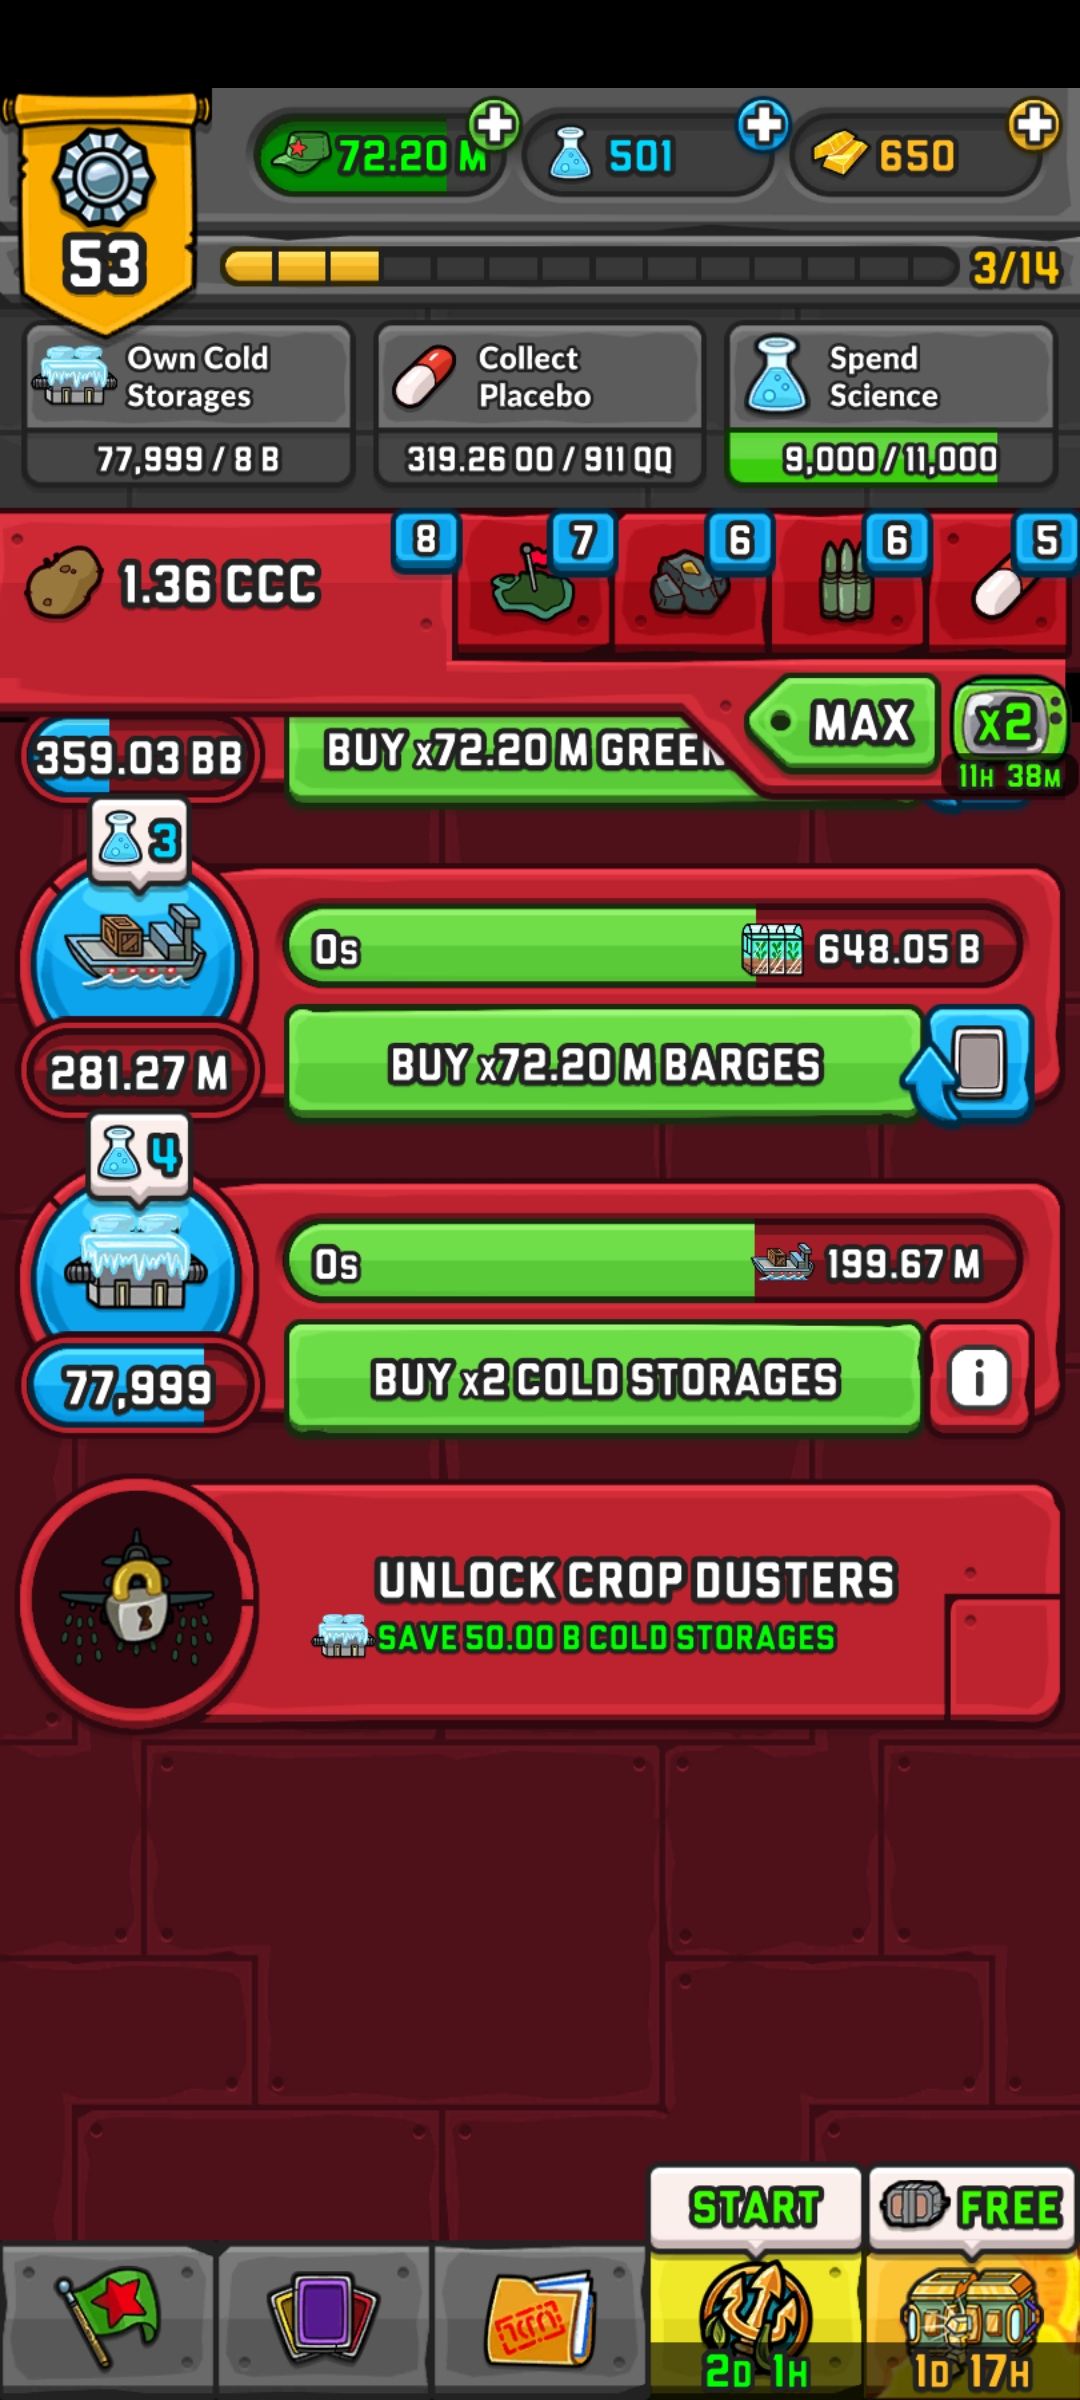 72.20 M
501
650
53
3/14
Own Cold
Storages
Collect
Placebo
Spend
Science
77,999 / 8 B
319.26 OO / 911 QQ
9,000 / 11,000
1.36 CCC
8
7
6
6
5
MAX
x2
11H 38M
359.03 BB
BUY x72.20 M GREEN
3
0s
648.05 B
281.27 M
BUY x72.20 M BARGES
4
0s
199.67 M
77,999
BUY x2 COLD STORAGES
i
UNLOCK CROP DUSTERS
SAVE 50.00 B COLD STORAGES
START
FREE
2D 1H
1D 17H